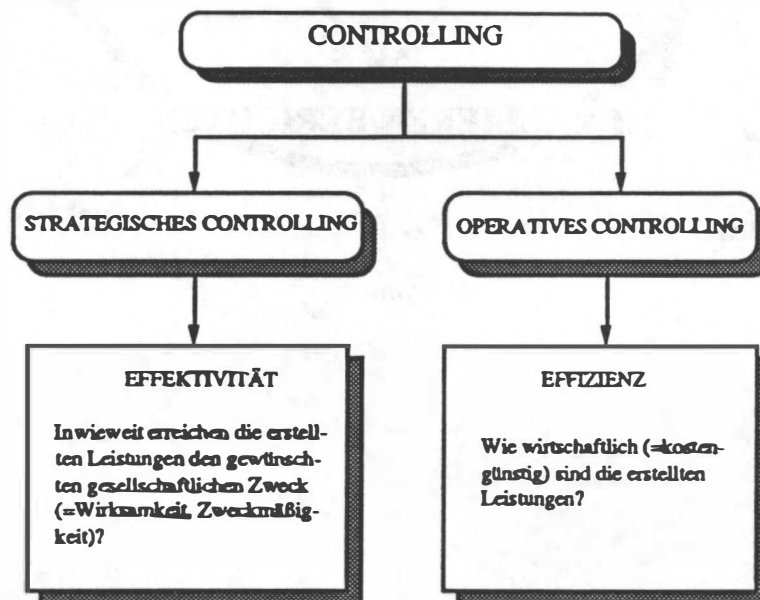 CONTROLLING
STRATEGISCHES CONTROLLING
OPERATIVES CONTROLLING
EFFEKTIVITÄT
Inwieweit erreichen die erstell-
ten Leistungen den gewünsch-
ten gesellschaftlichen Zweck
(=Wirksamkeit, Zweckmäßig-
keit)?
EFFIZIENZ
Wie wirtschaftlich (=kosten-
günstig) sind die erstellten
Leistungen?